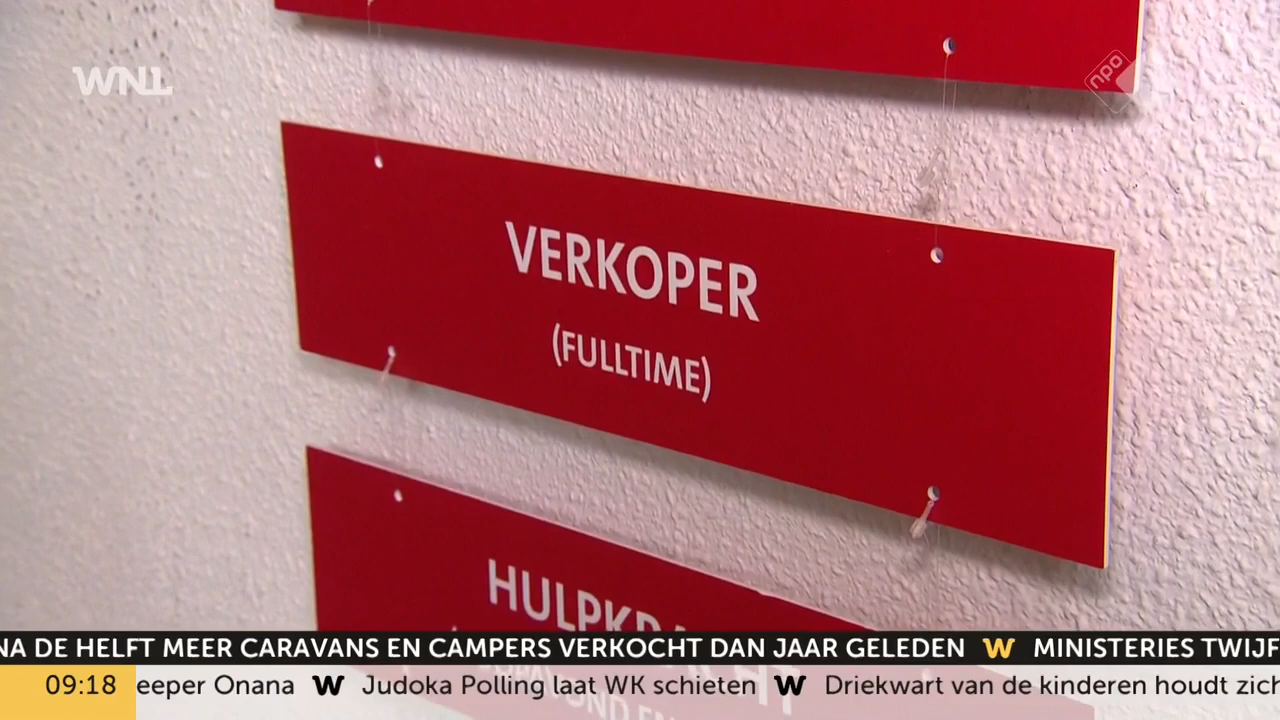 WNL
npo
VERKOPER
(FULLTIME)
HULPKRACHT
NA DE HELFT MEER CARAVANS EN CAMPERS VERKOCHT DAN JAAR GELEDEN W MINISTERIES TWIJF
09:18 eeper Onana W Judoka Polling laat WK schieten W Driekwart van de kinderen houdt zich